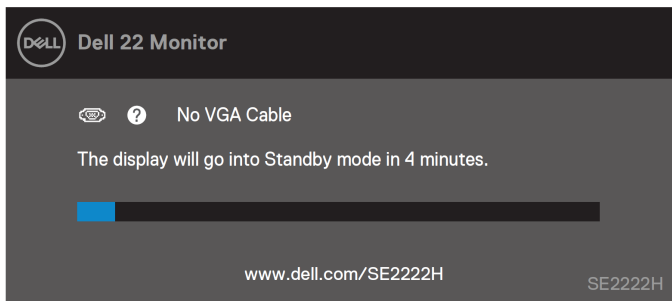 DELL
Dell 22 Monitor
? No VGA Cable
The display will go into Standby mode in 4 minutes.
www.dell.com/SE2222H
SE2222H